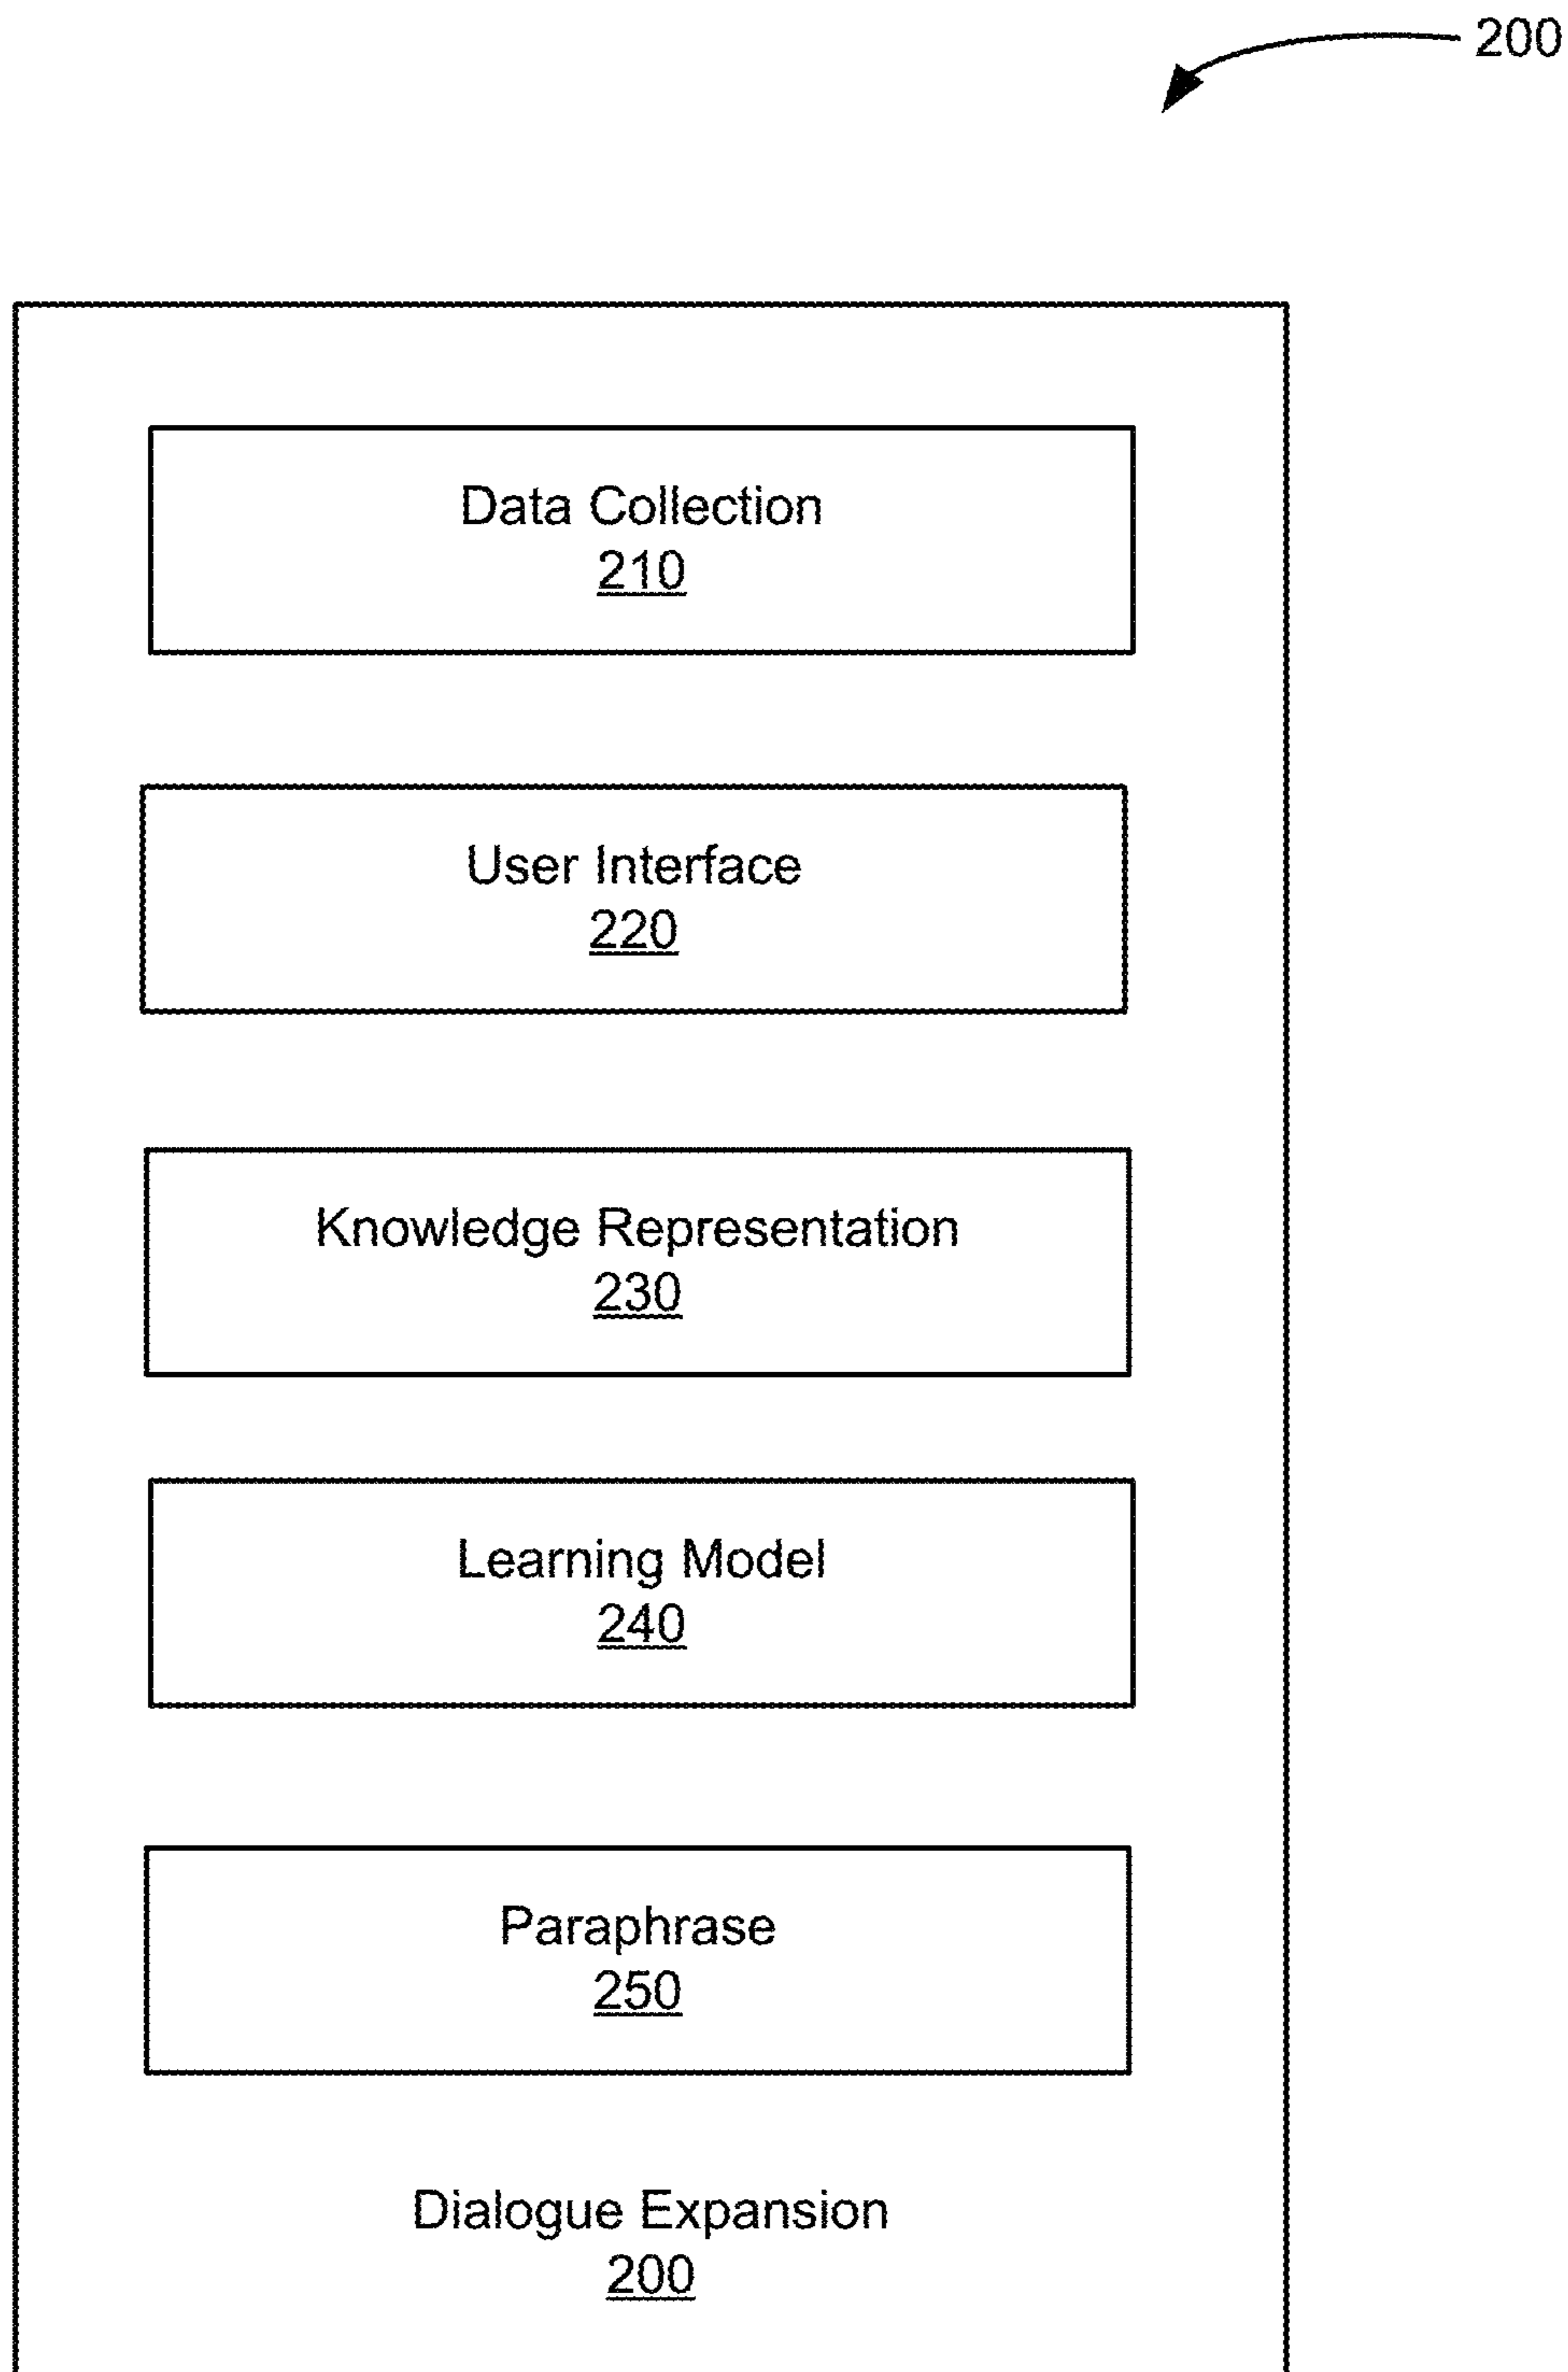 200
Data Collection
210
User Interface
220
Knowledge Representation
230
Learning Model
240
Paraphrase
250
Dialogue Expansion
200